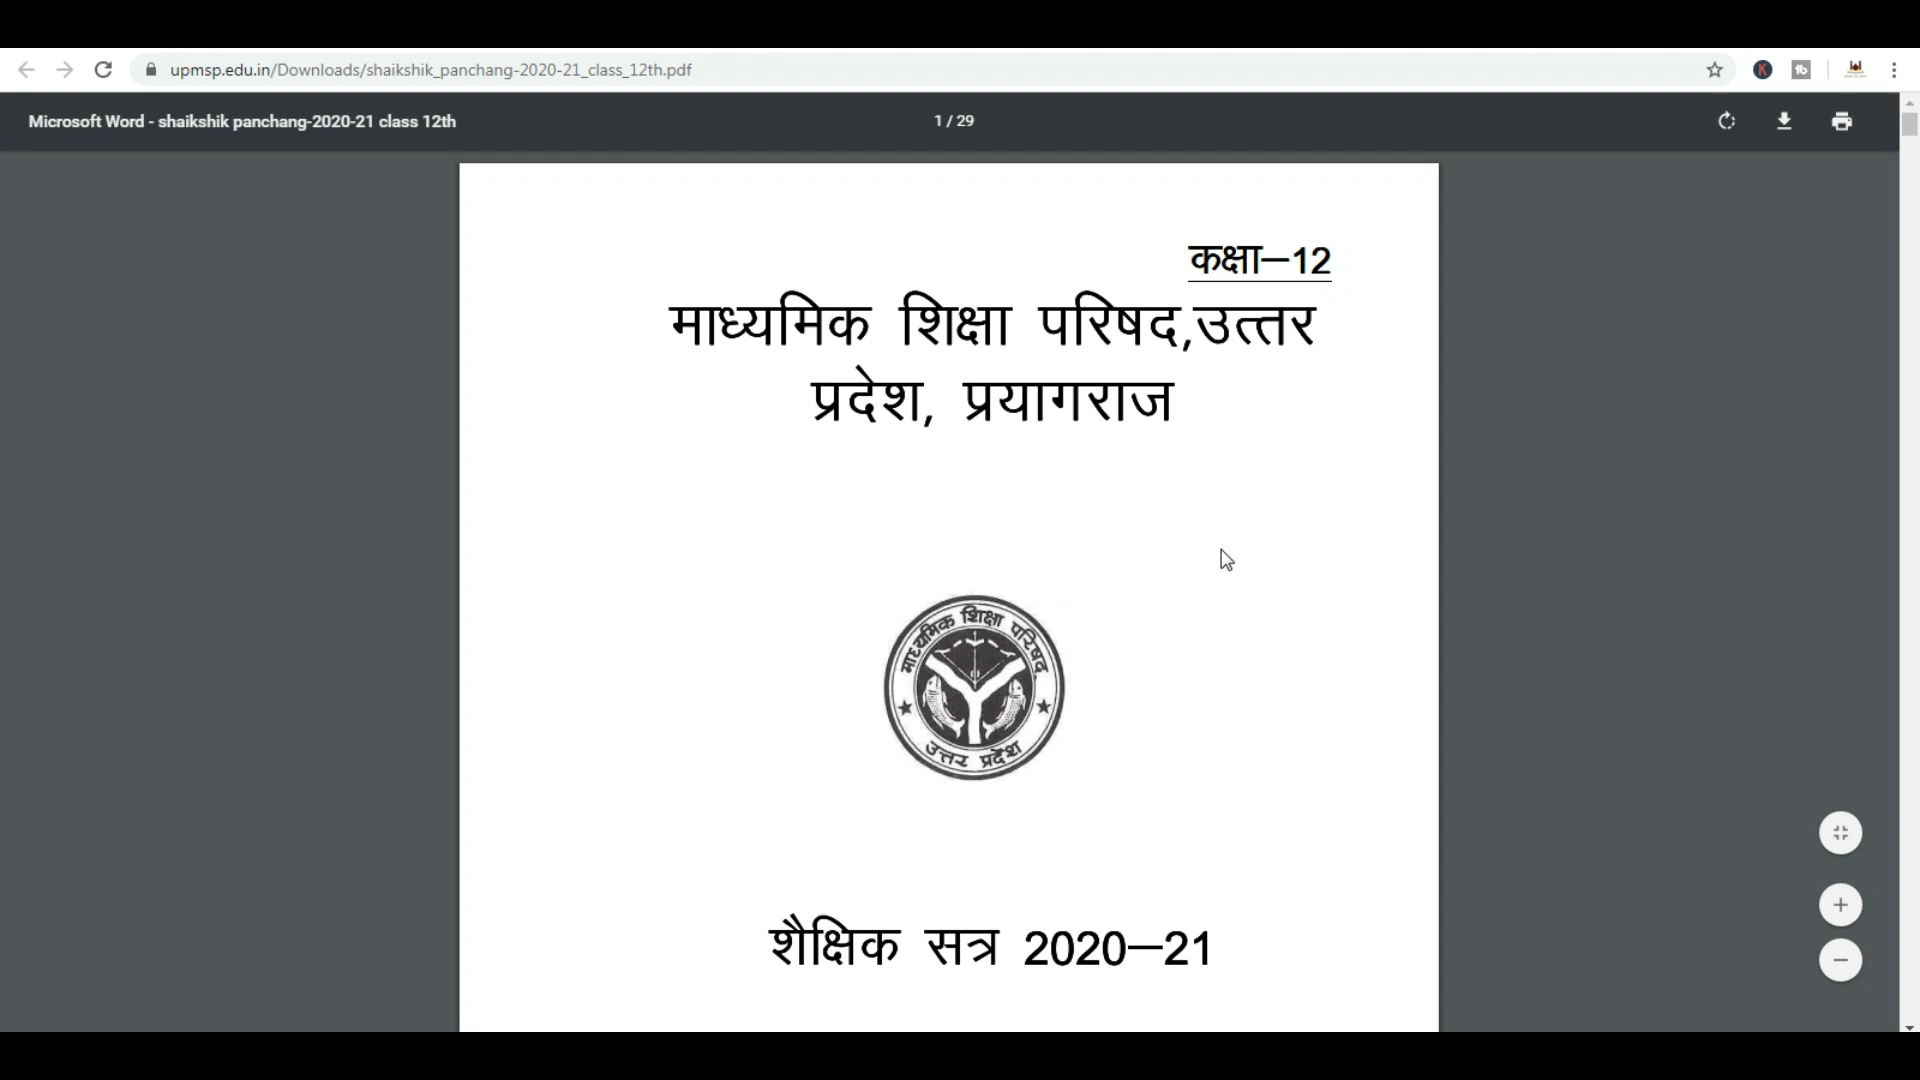 upmsp.edu.in/Downloads/shaikshik_panchang-2020-21_class_12th.pdf
Microsoft Word - shaikshik panchang-2020-21 class 12th
1 / 29
कक्षा–12
माध्यमिक शिक्षा परिषद,उत्तर
प्रदेश, प्रयागराज
माध्यमिक शिक्षा परिषद्
उत्तर प्रदेश
शैक्षिक सत्र 2020–21